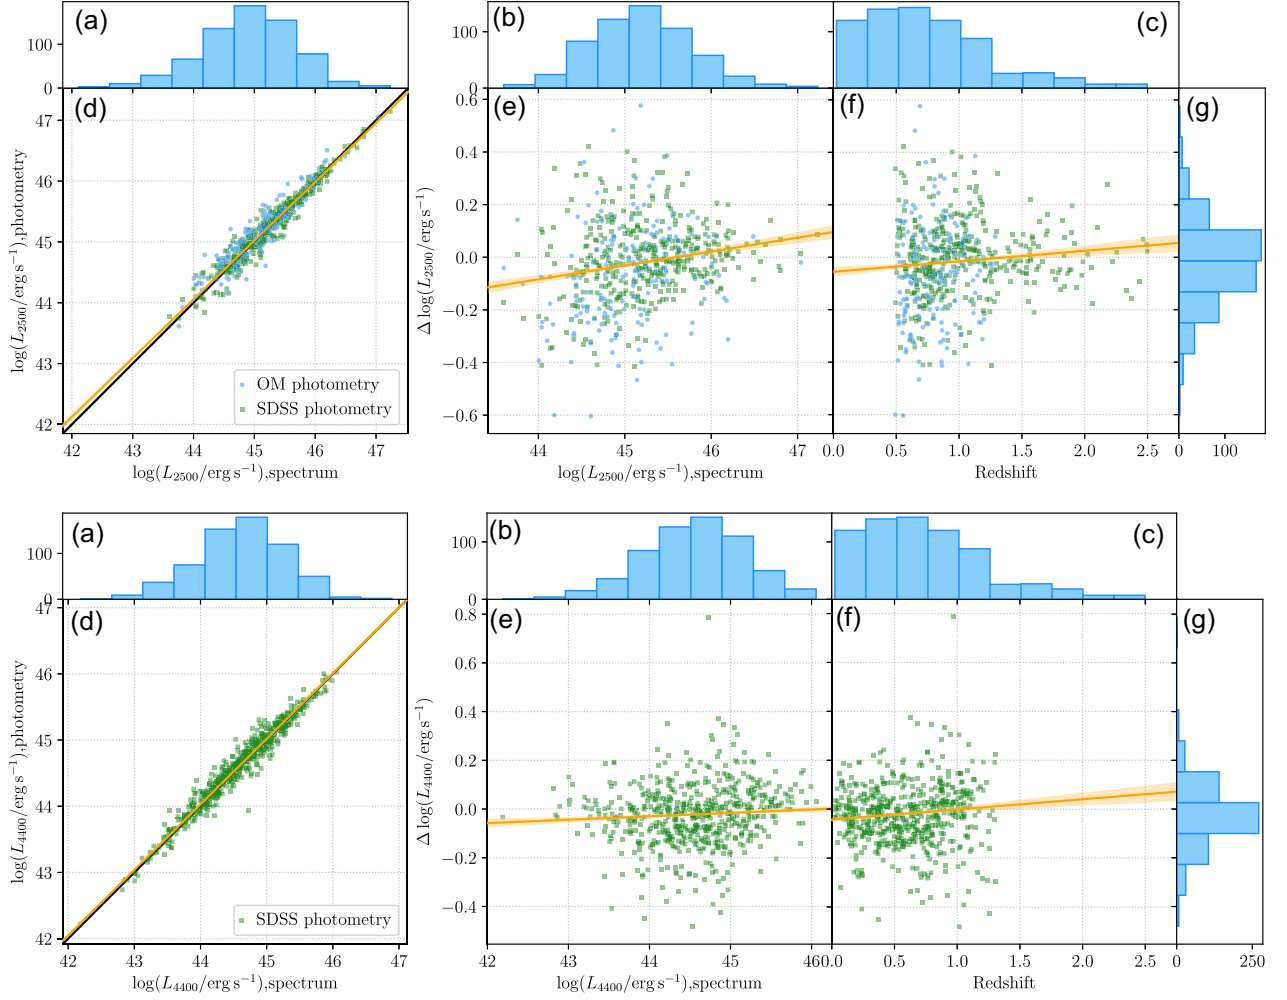 (a)
(b)
(c)
100
0
100
0
(d)
(e)
(f)
(g)
47
46
45
44
43
42
log(L2500/erg s−1),photometry
OM photometry
SDSS photometry
0.6
0.4
0.2
0.0
−0.2
−0.4
−0.6
Δ log(L2500/erg s−1)
42 43 44 45 46 47
44 45 46 47
0.0 0.5 1.0 1.5 2.0 2.5
100
log(L2500/erg s−1),spectrum
log(L2500/erg s−1),spectrum
Redshift
(a)
(b)
(c)
100
0
100
0
(d)
(e)
(f)
(g)
47
46
45
44
43
42
log(L4400/erg s−1),photometry
SDSS photometry
0.8
0.6
0.4
0.2
0.0
−0.2
−0.4
Δ log(L4400/erg s−1)
42 43 44 45 46 47
42 43 44 45 46
0.0 0.5 1.0 1.5 2.0 2.5
0 250
log(L4400/erg s−1),spectrum
log(L4400/erg s−1),spectrum
Redshift